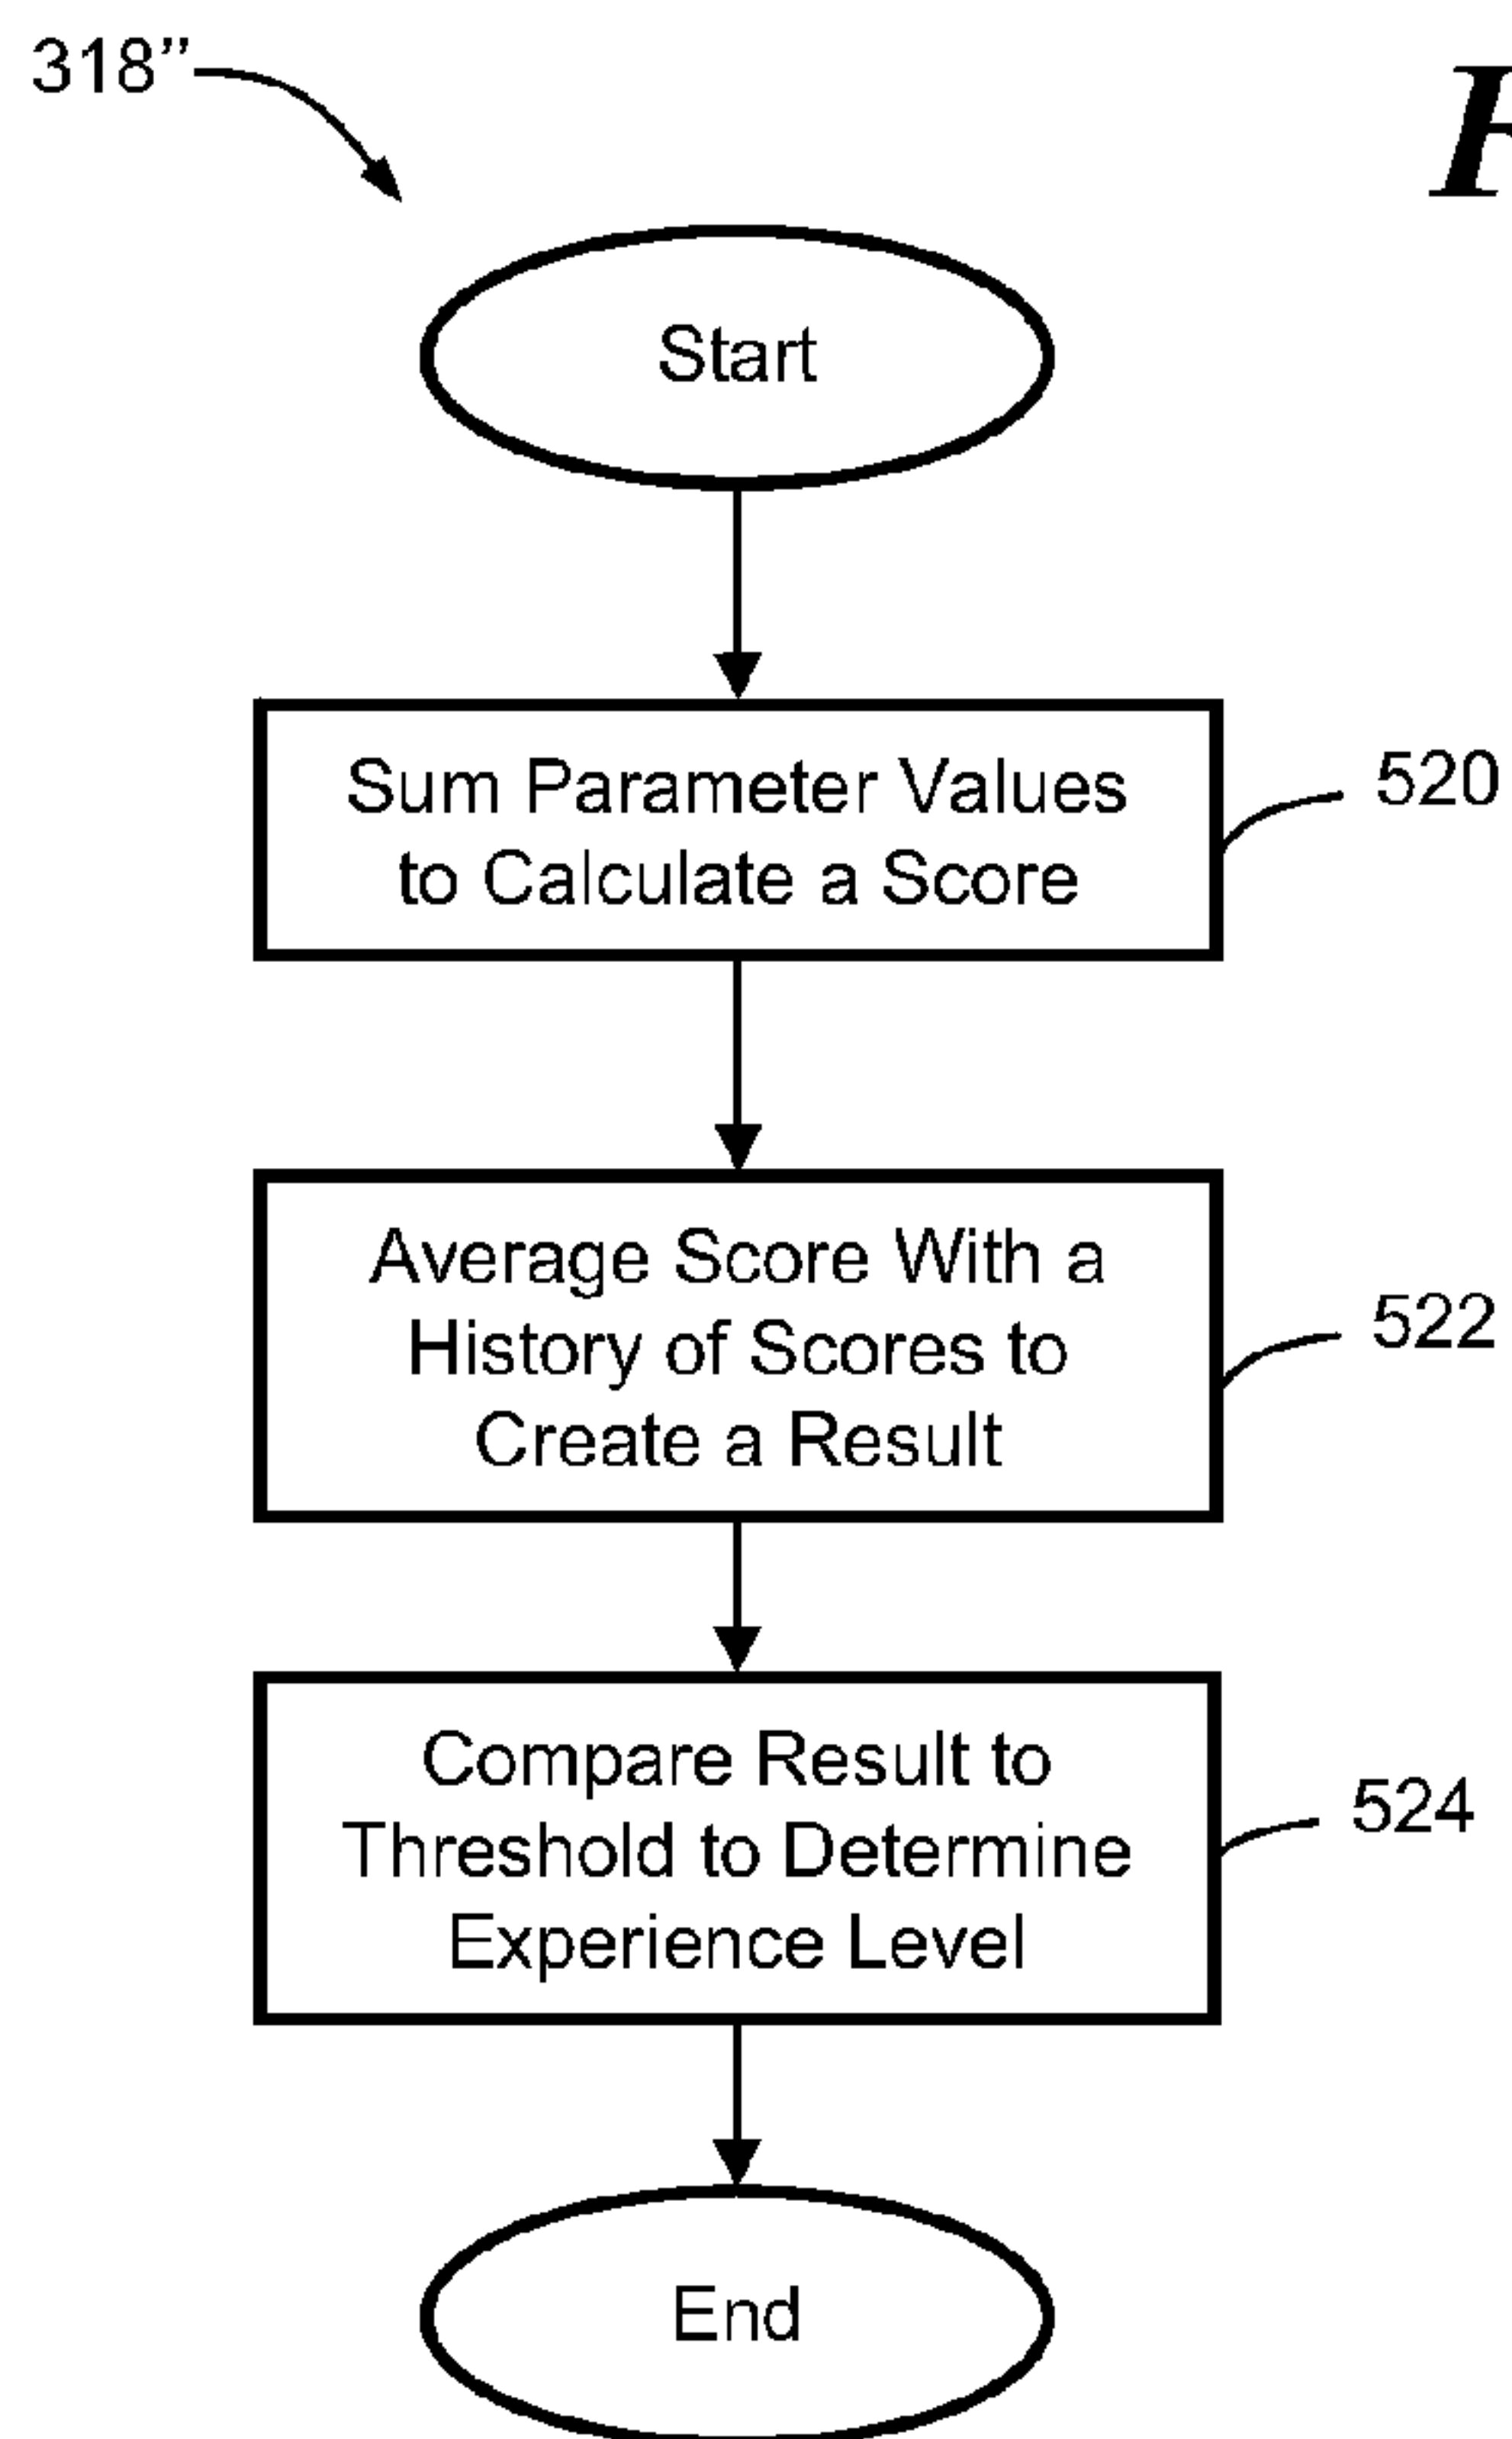 318”
Start
Sum Parameter Values
to Calculate a Score
520
Average Score With a
History of Scores to
Create a Result
522
Compare Result to
Threshold to Determine
Experience Level
524
End